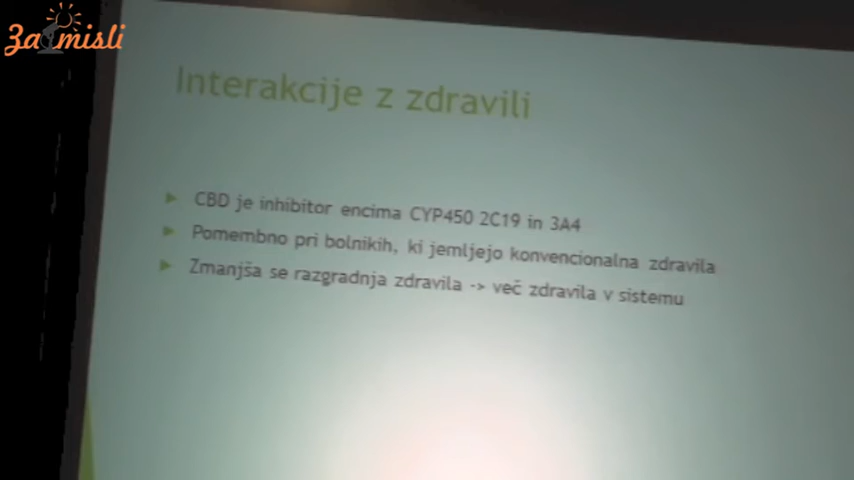 Za misli
Interakcije z zdravili
CBD je inhibitor encima CYP450 2C19 in 3A4
Pomembno pri bolnikih, ki jemljejo konvencionalna zdravila
Zmanjša se razgradnja zdravila -> več zdravila v sistemu